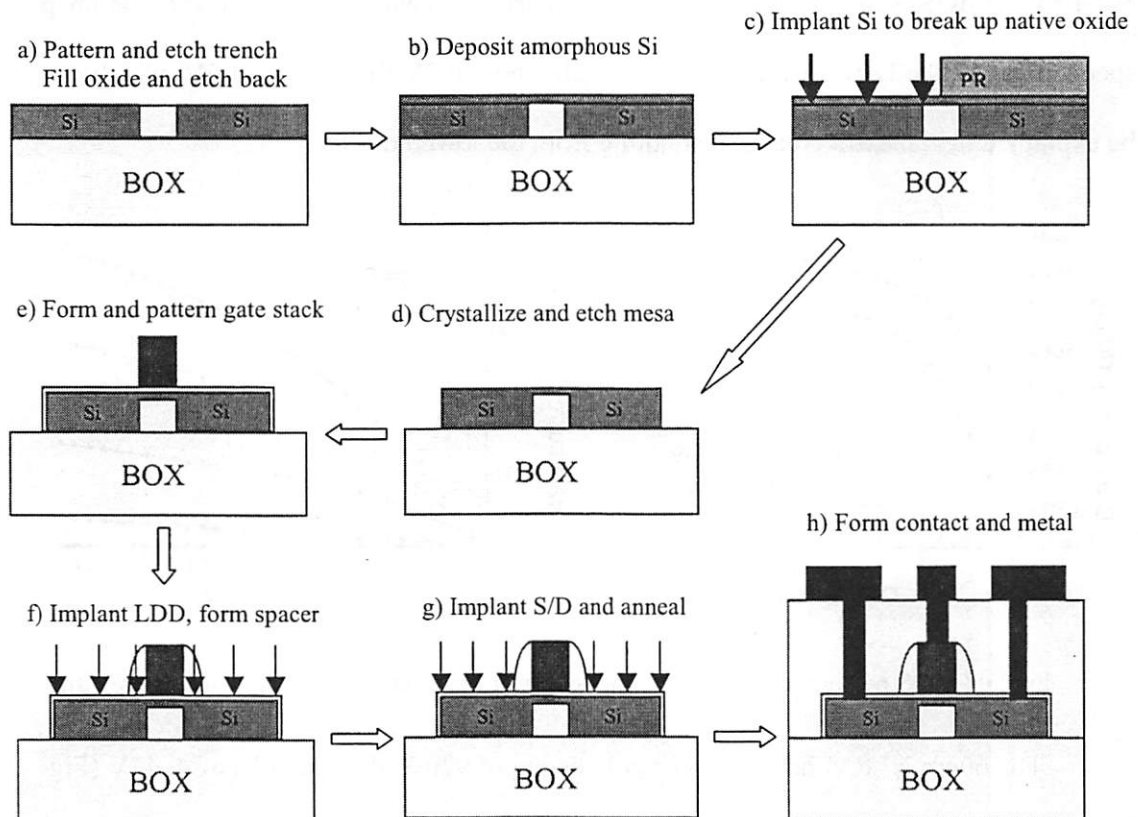 a) Pattern and etch trench
Fill oxide and etch back
Si
Si
BOX
b) Deposit amorphous Si
Si
Si
BOX
c) Implant Si to break up native oxide
PR
Si
Si
BOX
d) Crystallize and etch mesa
Si
Si
BOX
e) Form and pattern gate stack
Si
Si
BOX
f) Implant LDD, form spacer
Si
Si
BOX
g) Implant S/D and anneal
Si
Si
BOX
h) Form contact and metal
Si
Si
BOX